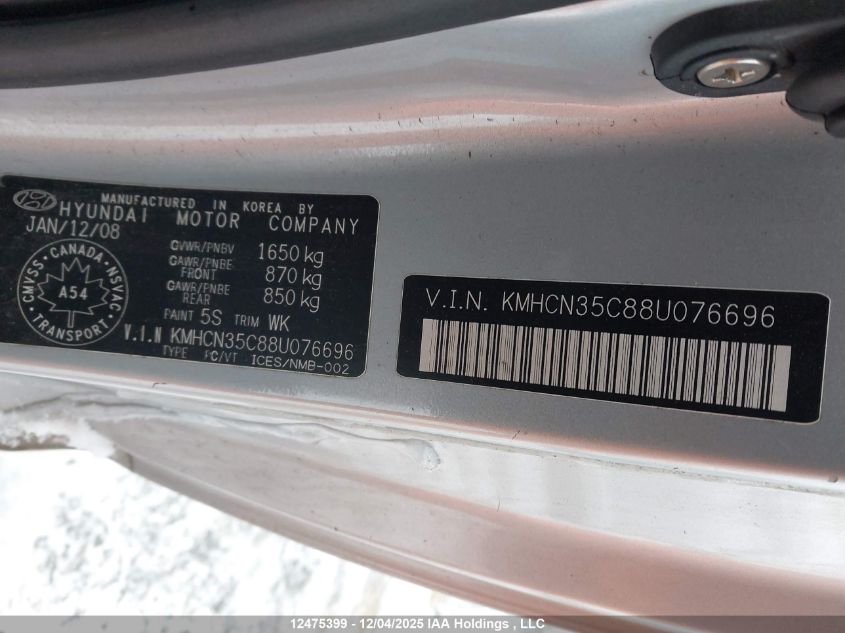 MANUFACTURED IN KOREA BY
HYUNDAI MOTOR COMPANY
JAN/12/08
GVWR/PNBV 1650 kg
GAWR/PNBE FRONT 870 kg
GAWR/PNBE REAR 850 kg
CANADA
CMVSS NSVAC
A54
TRANSPORT
PAINT 5S TRIM WK
V.I.N KMHCN35C88U076696
TYPE PC/VT ICES/NMB-002
V.I.N. KMHCN35C88U076696
12475399 - 12/04/2025 IAA Holdings, LLC